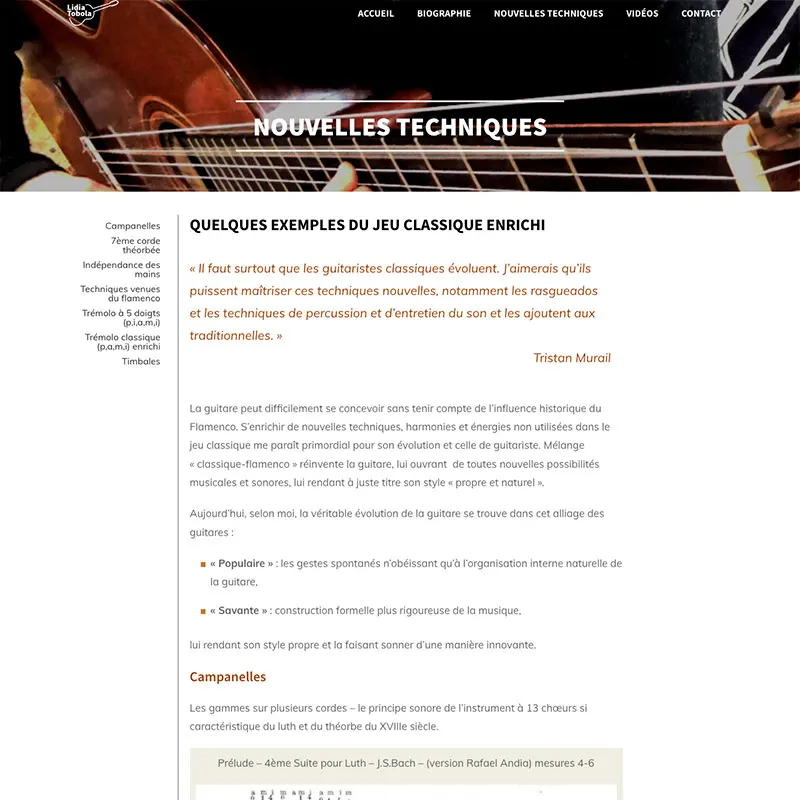 Lidia
Tobola
ACCUEIL BIOGRAPHIE NOUVELLES TECHNIQUES VIDÉOS CONTACT
NOUVELLES TECHNIQUES
Campanelles
7ème corde
théorbée
Indépendance des
mains
Techniques venues
du flamenco
Trémolo à 5 doigts
(p,i,a,m,i)
Trémolo classique
(p,a,m,i) enrichi
Timbales
QUELQUES EXEMPLES DU JEU CLASSIQUE ENRICHI
« Il faut surtout que les guitaristes classiques évoluent. J’aimerais qu’ils
puissent maîtriser ces techniques nouvelles, notamment les rasgueados
et les techniques de percussion et d’entretien du son et les ajoutent aux
traditionnelles. »
Tristan Murail
La guitare peut difficilement se concevoir sans tenir compte de l’influence historique du
Flamenco. S’enrichir de nouvelles techniques, harmonies et énergies non utilisées dans le
jeu classique me paraît primordial pour son évolution et celle de guitariste. Mélange
« classique-flamenco » réinvente la guitare, lui ouvrant de toutes nouvelles possibilités
musicales et sonores, lui rendant à juste titre son style « propre et naturel ».
Aujourd’hui, selon moi, la véritable évolution de la guitare se trouve dans cet alliage des
guitares :
« Populaire » : les gestes spontanés n’obéissant qu’à l’organisation interne naturelle de
la guitare,
« Savante » : construction formelle plus rigoureuse de la musique,
lui rendant son style propre et la faisant sonner d’une manière innovante.
Campanelles
Les gammes sur plusieurs cordes – le principe sonore de l’instrument à 13 chœurs si
caractéristique du luth et du théorbe du XVIIIe siècle.
Prélude – 4ème Suite pour Luth – J.S.Bach – (version Rafael Andia) mesures 4-6
a m i m a m i a m i m